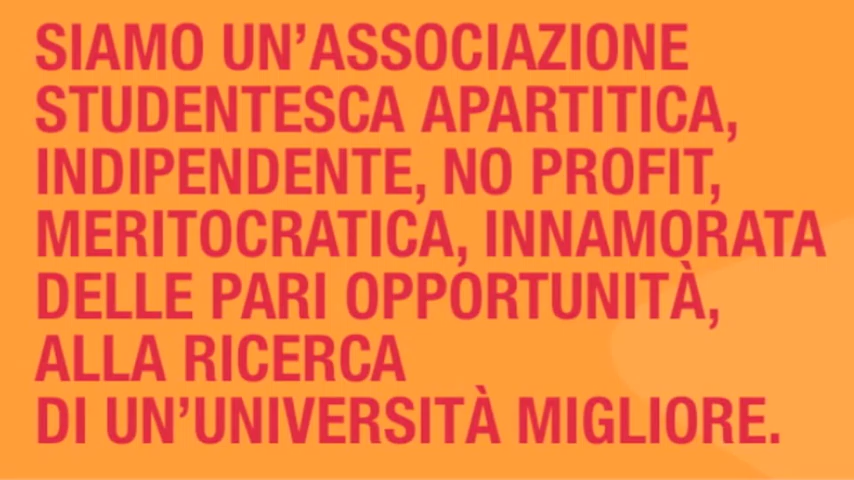 SIAMO UN’ASSOCIAZIONE
STUDENTESCA APARTITICA,
INDIPENDENTE, NO PROFIT,
MERITOCRATICA, INNAMORATA
DELLE PARI OPPORTUNITÀ,
ALLA RICERCA
DI UN’UNIVERSITÀ MIGLIORE.